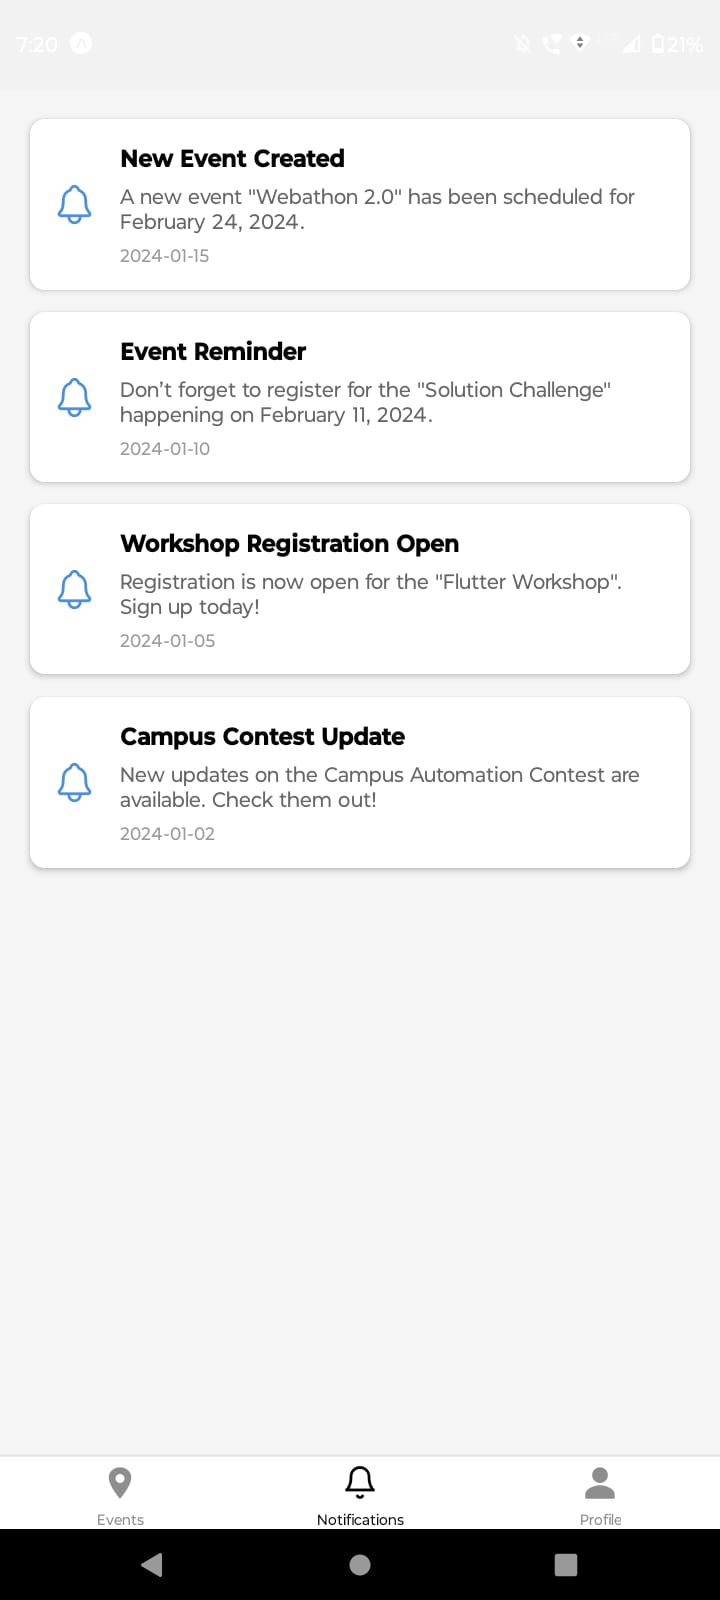 7:20
21%
New Event Created
A new event "Webathon 2.0" has been scheduled for
February 24, 2024.
2024-01-15
Event Reminder
Don't forget to register for the "Solution Challenge"
happening on February 11, 2024.
2024-01-10
Workshop Registration Open
Registration is now open for the "Flutter Workshop".
Sign up today!
2024-01-05
Campus Contest Update
New updates on the Campus Automation Contest are
available. Check them out!
2024-01-02
Events
Notifications
Profile